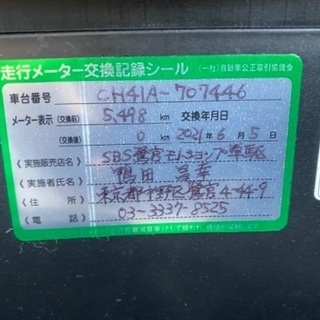 走行メーター交換記録シール (一社)自動車公正取引協議会
車台番号 CH41A-707446
メーター表示 (交換前) 5,498 km 交換年月日
(交換後) 0 km 2021年6月5日
<実施販売店名> SBS鷺宮モトショップ
<実施者氏名> 鴨田
<住所> 東京都中野区鷺宮4-44-9
<電話> 03-3337-8525